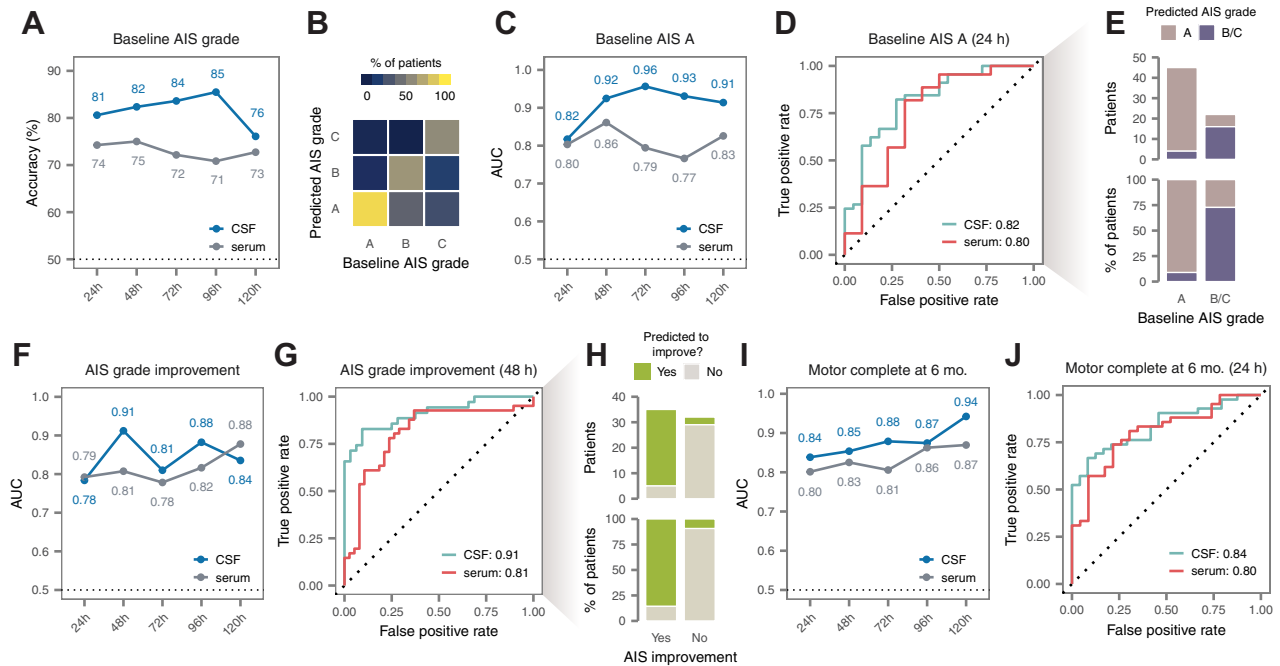 A
Baseline AIS grade
Accuracy (%)
90
80
70
60
50
81
82
84
85
76
74
75
72
71
73
CSF
serum
24h
48h
72h
96h
120h
B
% of patients
0
50
100
Predicted AIS grade
C
B
A
A
B
C
Baseline AIS grade
C
Baseline AIS A
AUC
1.0
0.9
0.8
0.7
0.6
0.5
0.82
0.92
0.96
0.93
0.91
0.80
0.86
0.79
0.77
0.83
CSF
serum
24h
48h
72h
96h
120h
D
Baseline AIS A (24 h)
True positive rate
1.00
0.75
0.50
0.25
0.00
CSF: 0.82
serum: 0.80
0.00
0.25
0.50
0.75
1.00
False positive rate
E
Predicted AIS grade
A
B/C
Patients
50
40
30
20
10
0
% of patients
100
75
50
25
0
A
B/C
Baseline AIS grade
F
AIS grade improvement
AUC
1.0
0.9
0.8
0.7
0.6
0.5
0.79
0.91
0.81
0.88
0.88
0.78
0.81
0.78
0.82
0.84
CSF
serum
24h
48h
72h
96h
120h
G
AIS grade improvement (48 h)
True positive rate
1.00
0.75
0.50
0.25
0.00
CSF: 0.91
serum: 0.81
0.00
0.25
0.50
0.75
1.00
False positive rate
H
Predicted to
improve?
Yes
No
Patients
40
30
20
10
0
% of patients
100
75
50
25
0
Yes
No
AIS improvement
I
Motor complete at 6 mo.
AUC
1.0
0.9
0.8
0.7
0.6
0.5
0.84
0.85
0.88
0.87
0.94
0.80
0.83
0.81
0.86
0.87
CSF
serum
24h
48h
72h
96h
120h
J
Motor complete at 6 mo. (24 h)
True positive rate
1.00
0.75
0.50
0.25
0.00
CSF: 0.84
serum: 0.80
0.00
0.25
0.50
0.75
1.00
False positive rate